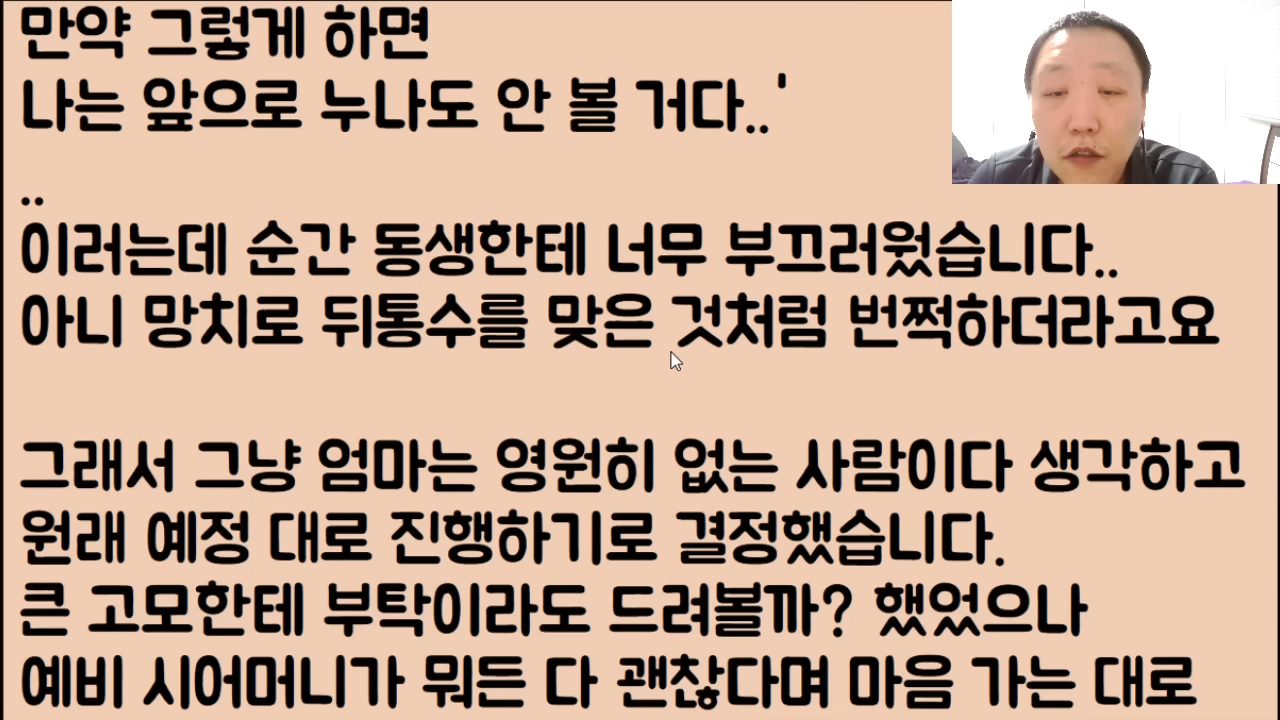 만약 그렇게 하면
나는 앞으로 누나도 안 볼 거다..'
..
이러는데 순간 동생한테 너무 부끄러웠습니다..
아니 망치로 뒤통수를 맞은 것처럼 번쩍하더라고요
그래서 그냥 엄마는 영원히 없는 사람이다 생각하고
원래 예정 대로 진행하기로 결정했습니다.
큰 고모한테 부탁이라도 드려볼까? 했었으나
예비 시어머니가 뭐든 다 괜찮다며 마음 가는 대로